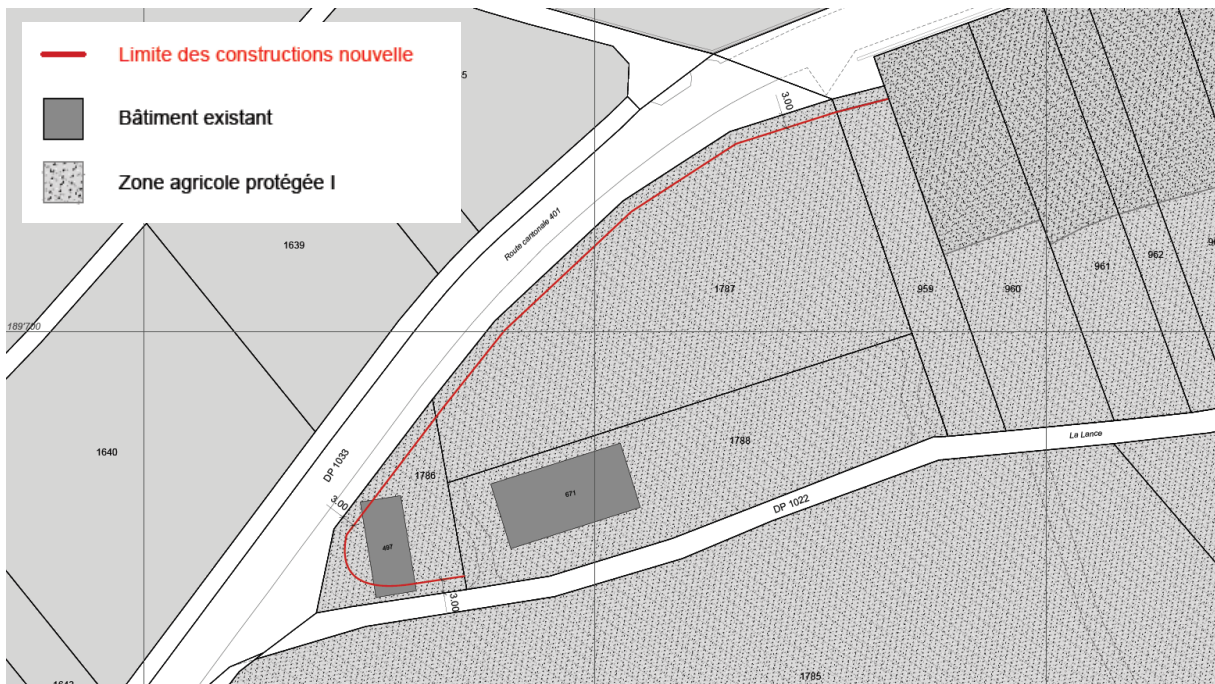 Limite des constructions nouvelle
Bâtiment existant
Zone agricole protégée I
5
3.00
Route cantonale 401
1639
1787
959
960
961
962
189'700
1640
DP 1033
1786
1788
La Lance
671
3.00
DP 1022
497
3.00
1785